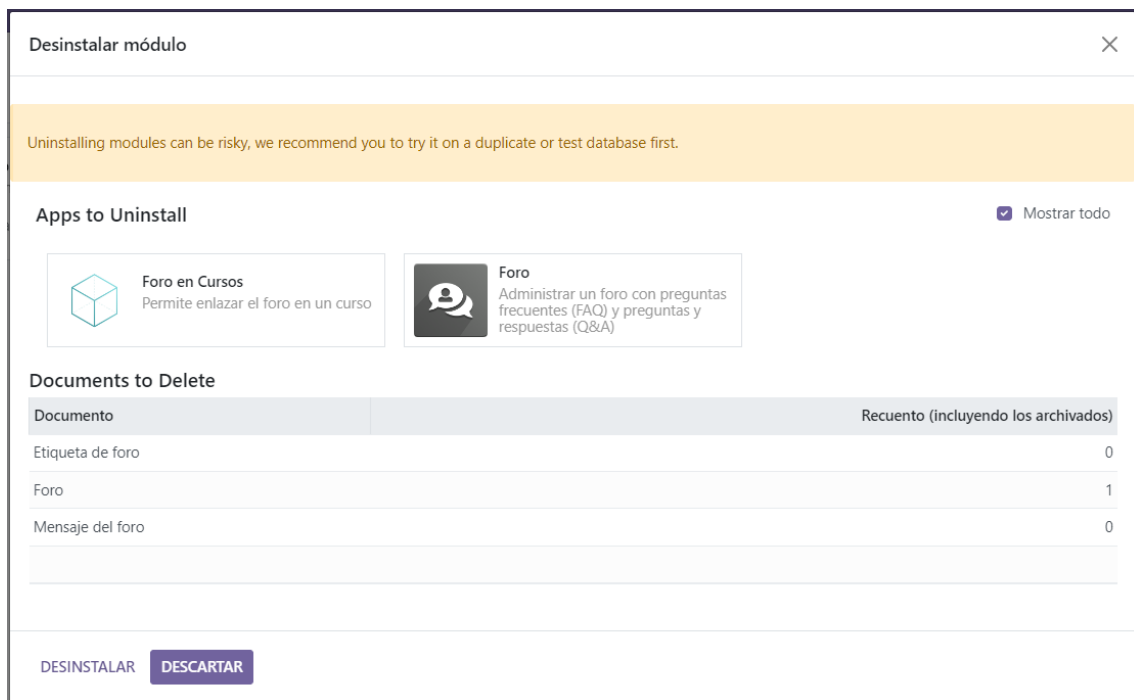 Desinstalar módulo
Uninstalling modules can be risky, we recommend you to try it on a duplicate or test database first.
Apps to Uninstall
Mostrar todo
Foro en Cursos
Permite enlazar el foro en un curso
Foro
Administrar un foro con preguntas
frecuentes (FAQ) y preguntas y
respuestas (Q&A)
Documents to Delete
Documento Recuento (incluyendo los archivados)
Etiqueta de foro 0
Foro 1
Mensaje del foro 0
DESINSTALAR DESCARTAR